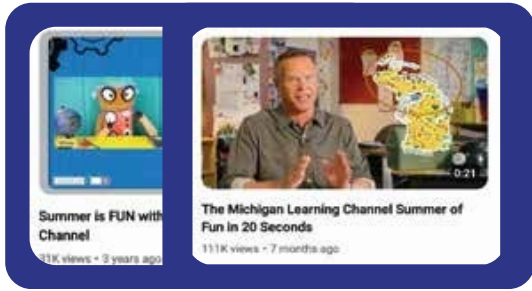 Summer is FUN with
Channel
31K views • 3 years ago
0:21
The Michigan Learning Channel Summer of
Fun in 20 Seconds
111K views • 7 months ago